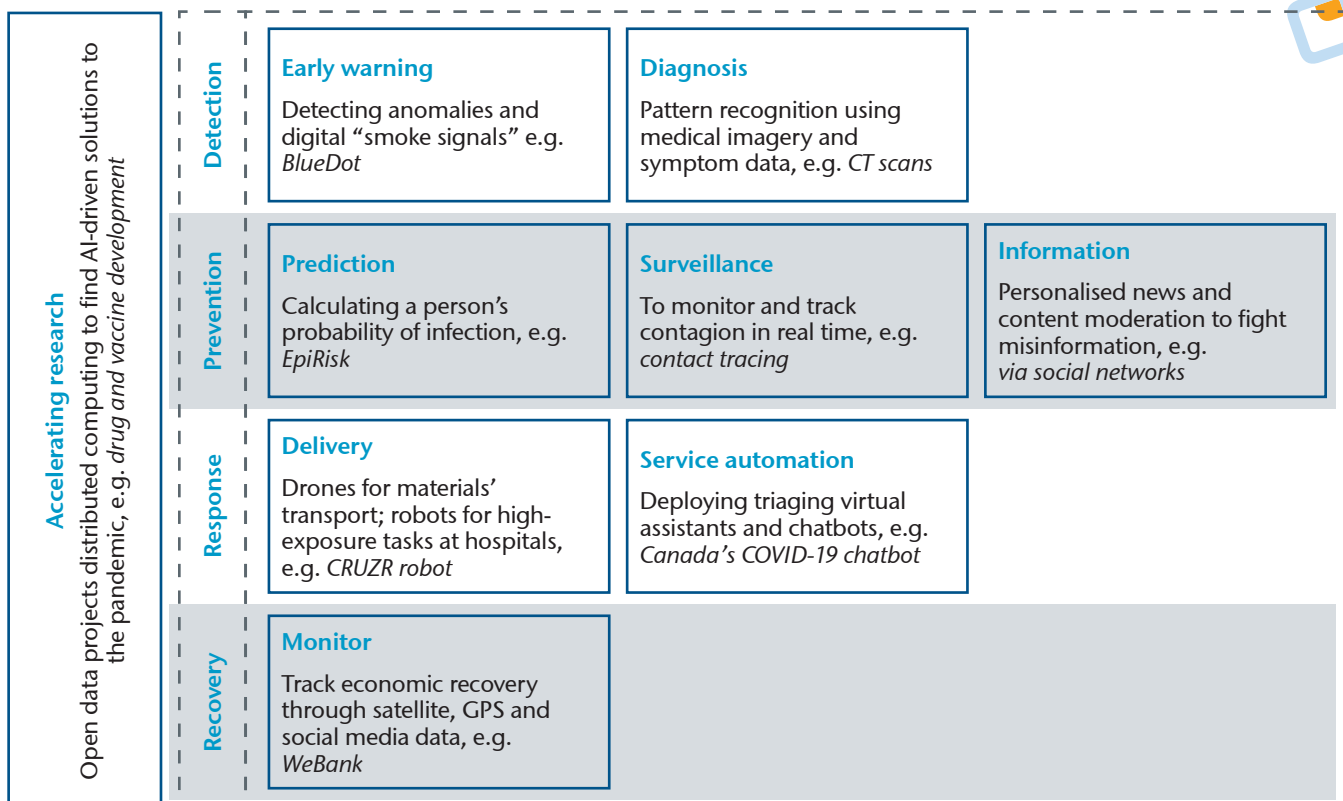 Accelerating research
Open data projects distributed computing to find AI-driven solutions to
the pandemic, e.g. drug and vaccine development
Detection
Early warning
Detecting anomalies and
digital “smoke signals” e.g.
BlueDot
Diagnosis
Pattern recognition using
medical imagery and
symptom data, e.g. CT scans
Prevention
Prediction
Calculating a person’s
probability of infection, e.g.
EpiRisk
Surveillance
To monitor and track
contagion in real time, e.g.
contact tracing
Information
Personalised news and
content moderation to fight
misinformation, e.g.
via social networks
Response
Delivery
Drones for materials’
transport; robots for high-
exposure tasks at hospitals,
e.g. CRUZR robot
Service automation
Deploying triaging virtual
assistants and chatbots, e.g.
Canada’s COVID-19 chatbot
Recovery
Monitor
Track economic recovery
through satellite, GPS and
social media data, e.g.
WeBank